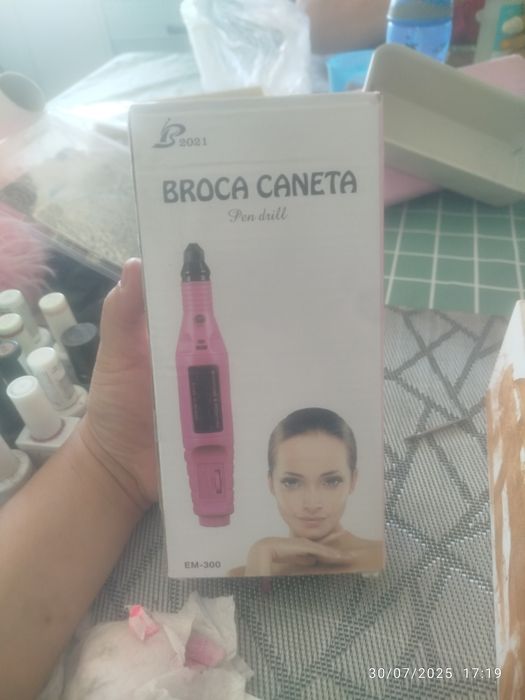 B 2021
BROCA CANETA
Pen drill
EM-300
30/07/2025 17:19